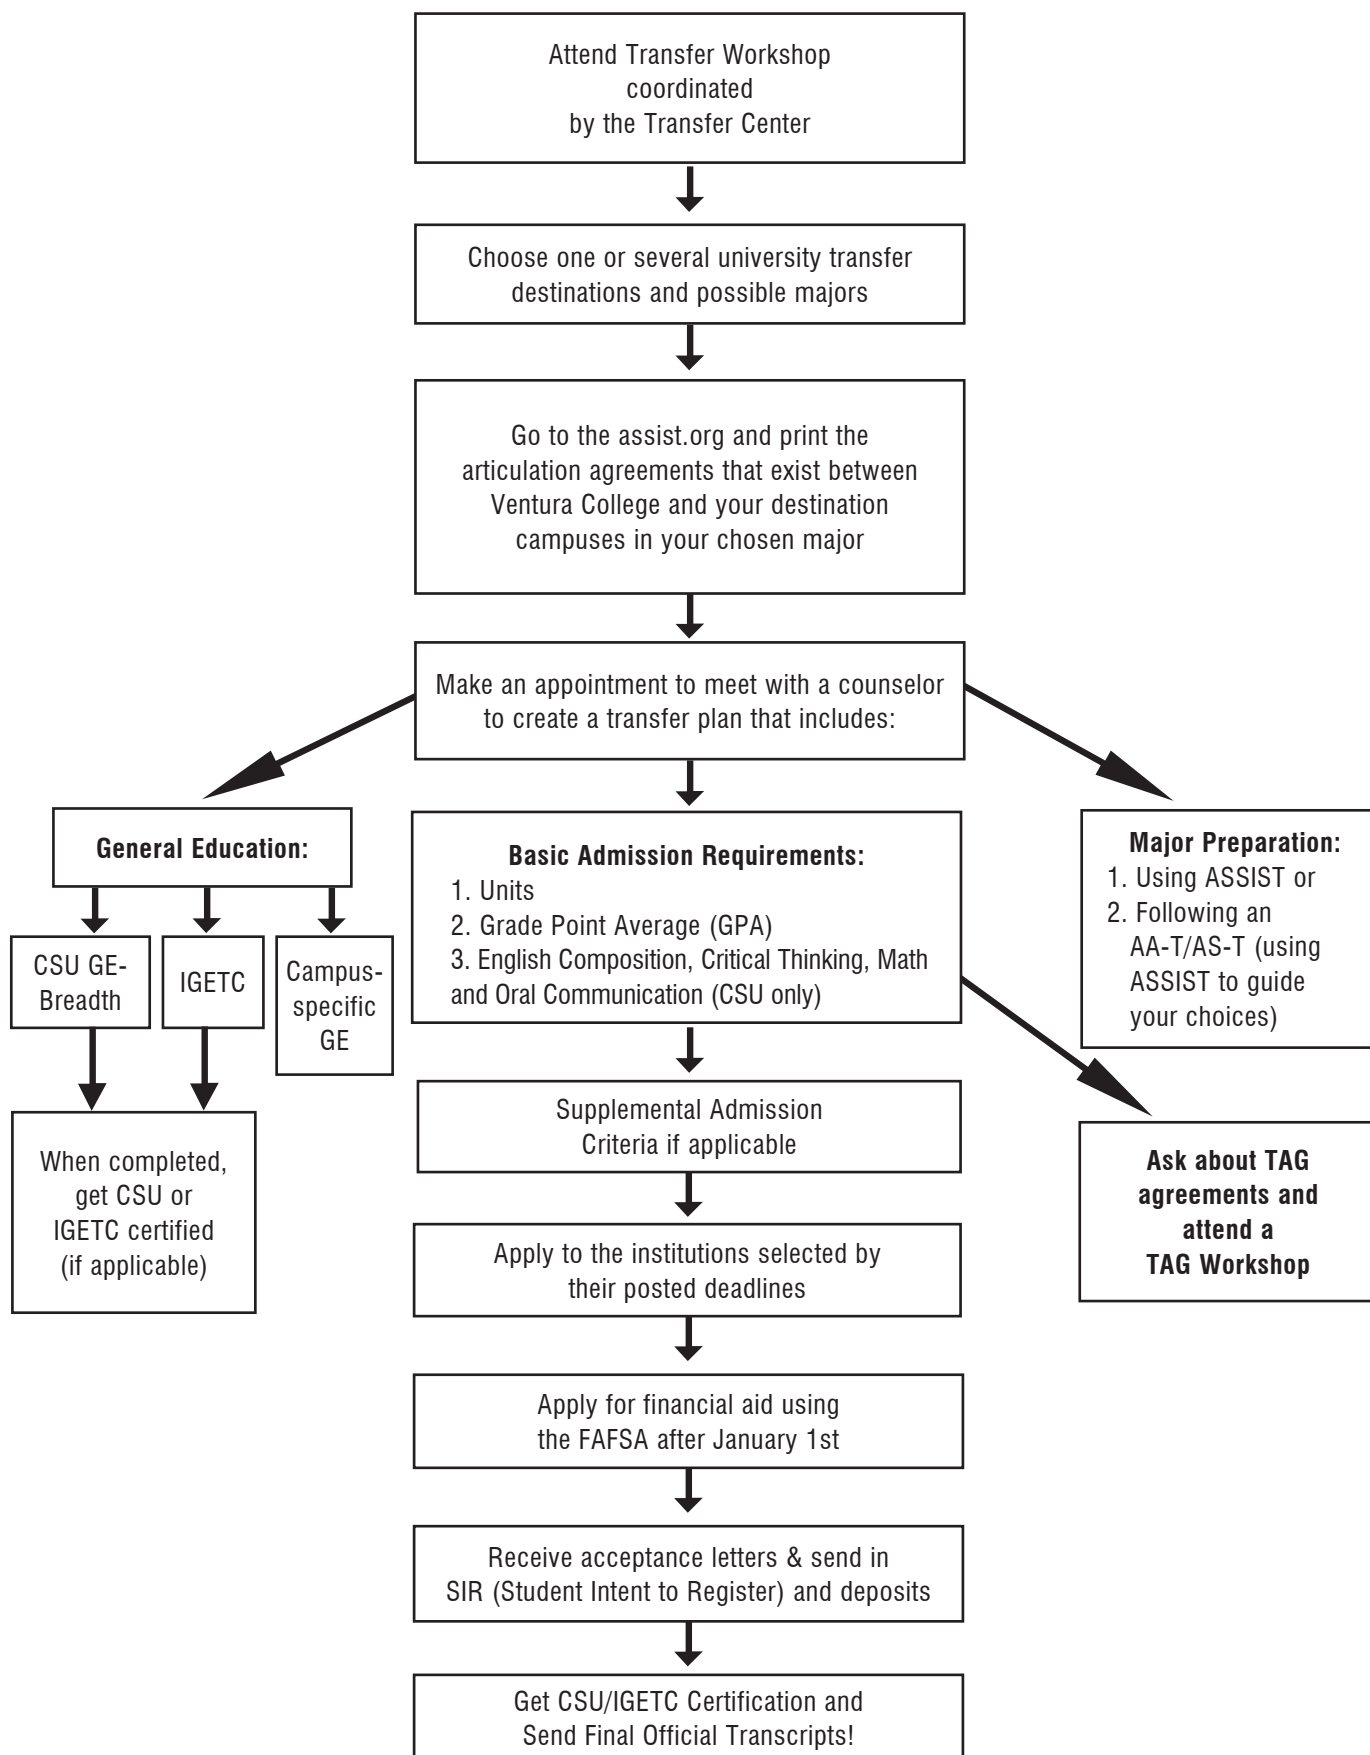 Attend Transfer Workshop
coordinated
by the Transfer Center
Choose one or several university transfer
destinations and possible majors
Go to the assist.org and print the
articulation agreements that exist between
Ventura College and your destination
campuses in your chosen major
Make an appointment to meet with a counselor
to create a transfer plan that includes:
General Education:
CSU GE-
Breadth
IGETC
Campus-
specific
GE
When completed,
get CSU or
IGETC certified
(if applicable)
Basic Admission Requirements:
1. Units
2. Grade Point Average (GPA)
3. English Composition, Critical Thinking, Math
and Oral Communication (CSU only)
Major Preparation:
1. Using ASSIST or
2. Following an
AA-T/AS-T (using
ASSIST to guide
your choices)
Ask about TAG
agreements and
attend a
TAG Workshop
Supplemental Admission
Criteria if applicable
Apply to the institutions selected by
their posted deadlines
Apply for financial aid using
the FAFSA after January 1st
Receive acceptance letters & send in
SIR (Student Intent to Register) and deposits
Get CSU/IGETC Certification and
Send Final Official Transcripts!